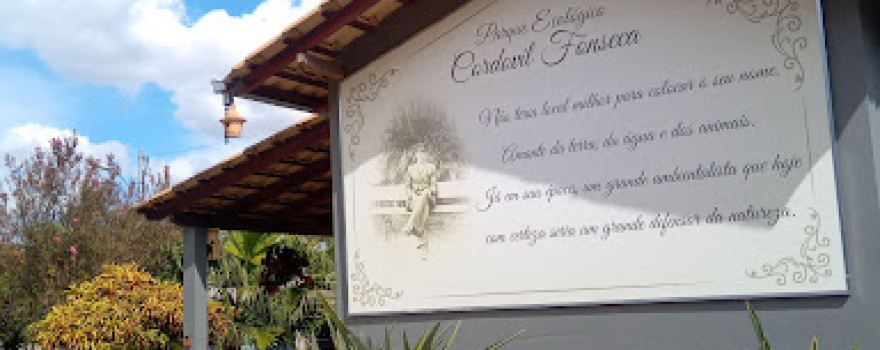 Parque Ecológico
Cordovil Fonseca
Não teria local melhor para colocar o seu nome.
Amante da terra, da água e dos animais.
Já em sua época, um grande ambientalista que hoje
com certeza seria um grande defensor da natureza.